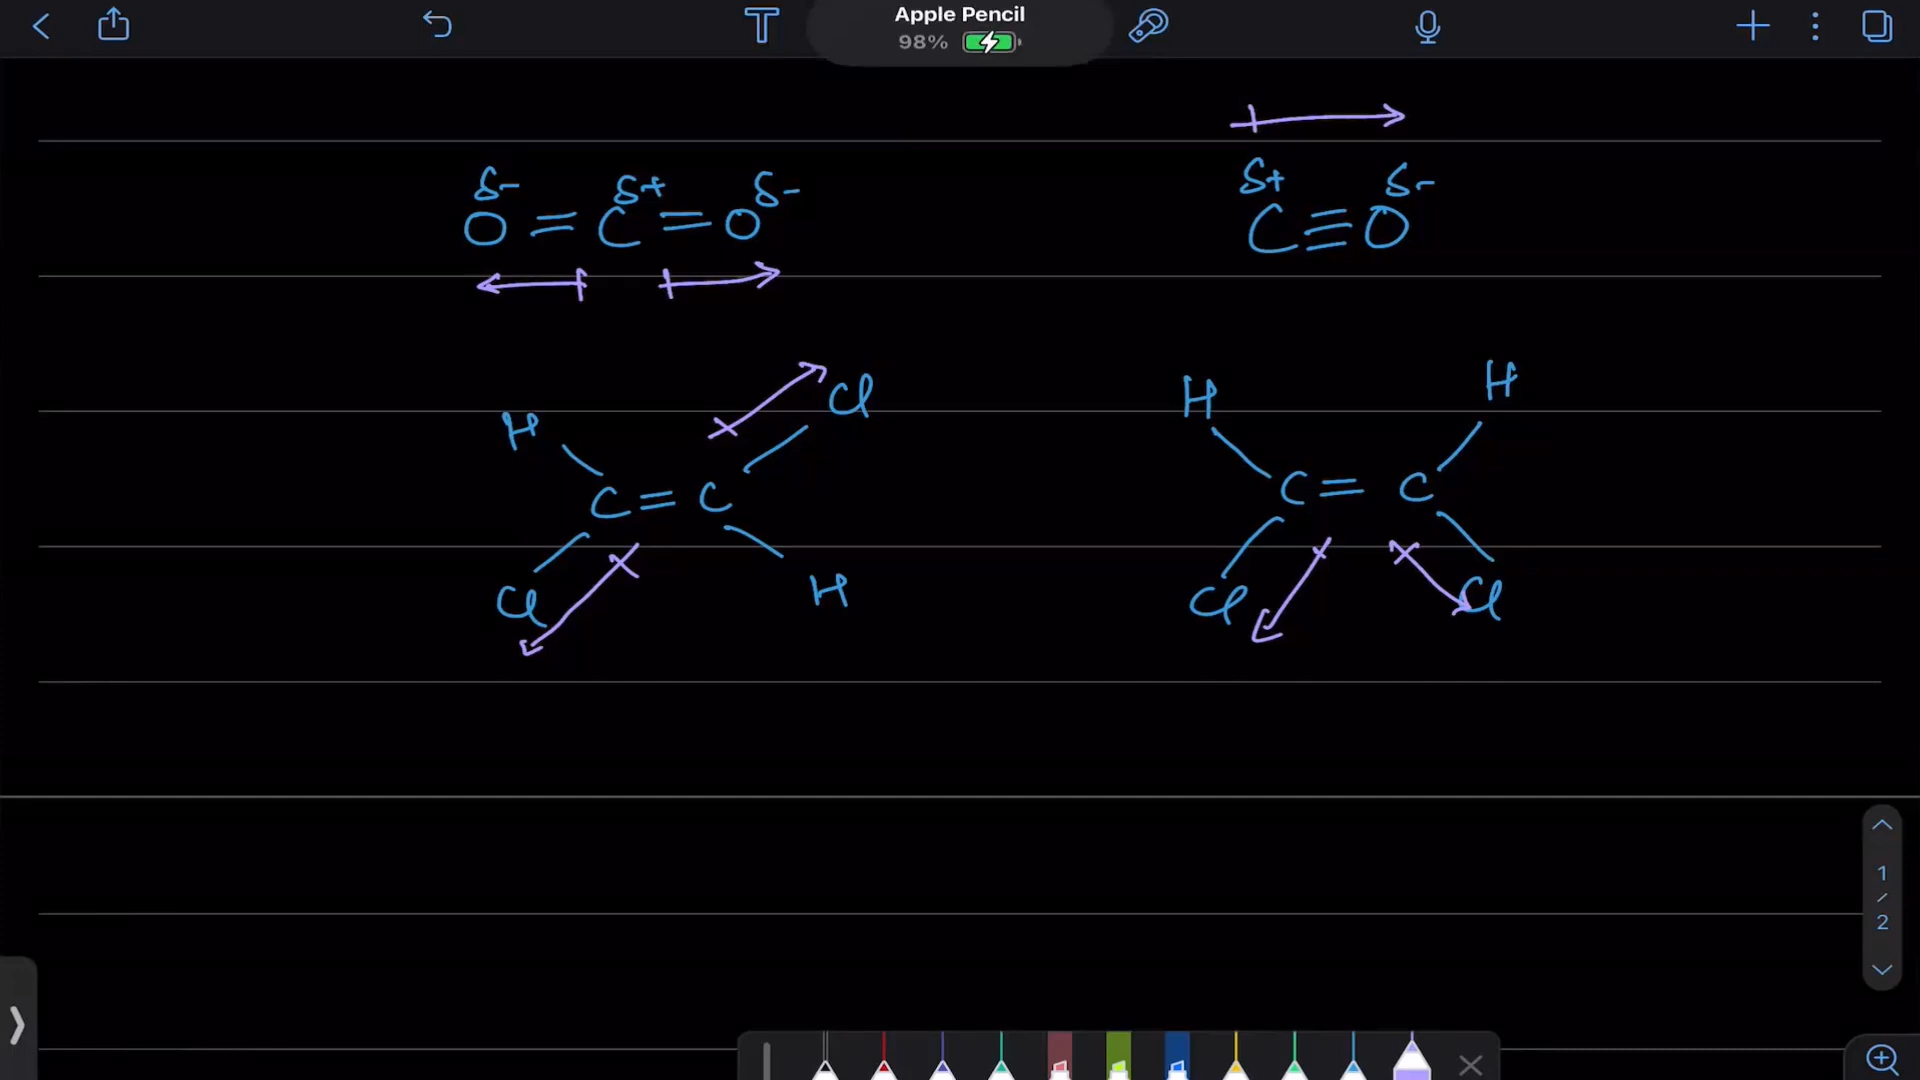 Apple Pencil
98%
δ- δ+ δ-
O = C = O
δ+ δ-
C≡O
H Cl
C = C
Cl H
H H
C = C
Cl Cl
1
/
2